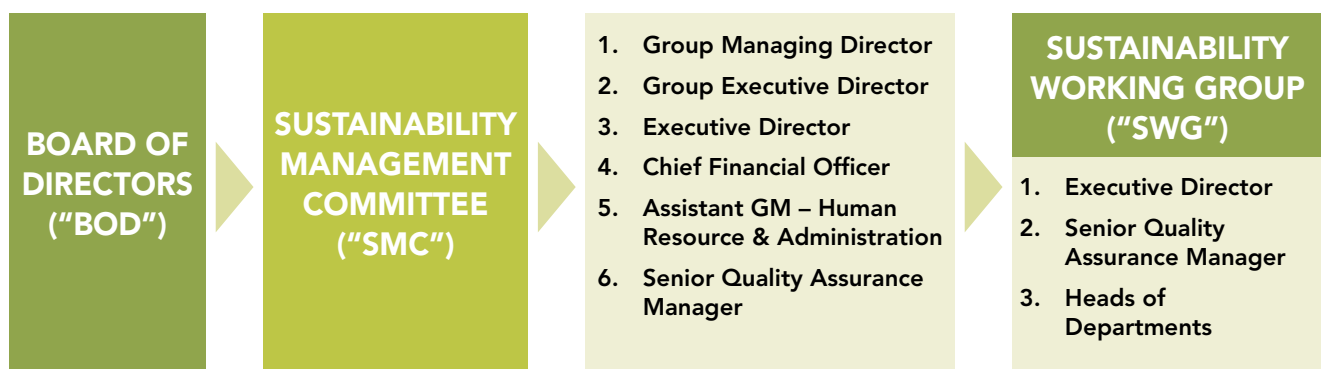 BOARD OF
DIRECTORS
("BOD")
SUSTAINABILITY
MANAGEMENT
COMMITTEE
("SMC")
1. Group Managing Director
2. Group Executive Director
3. Executive Director
4. Chief Financial Officer
5. Assistant GM – Human
Resource & Administration
6. Senior Quality Assurance
Manager
SUSTAINABILITY
WORKING GROUP
("SWG")
1. Executive Director
2. Senior Quality
Assurance Manager
3. Heads of
Departments